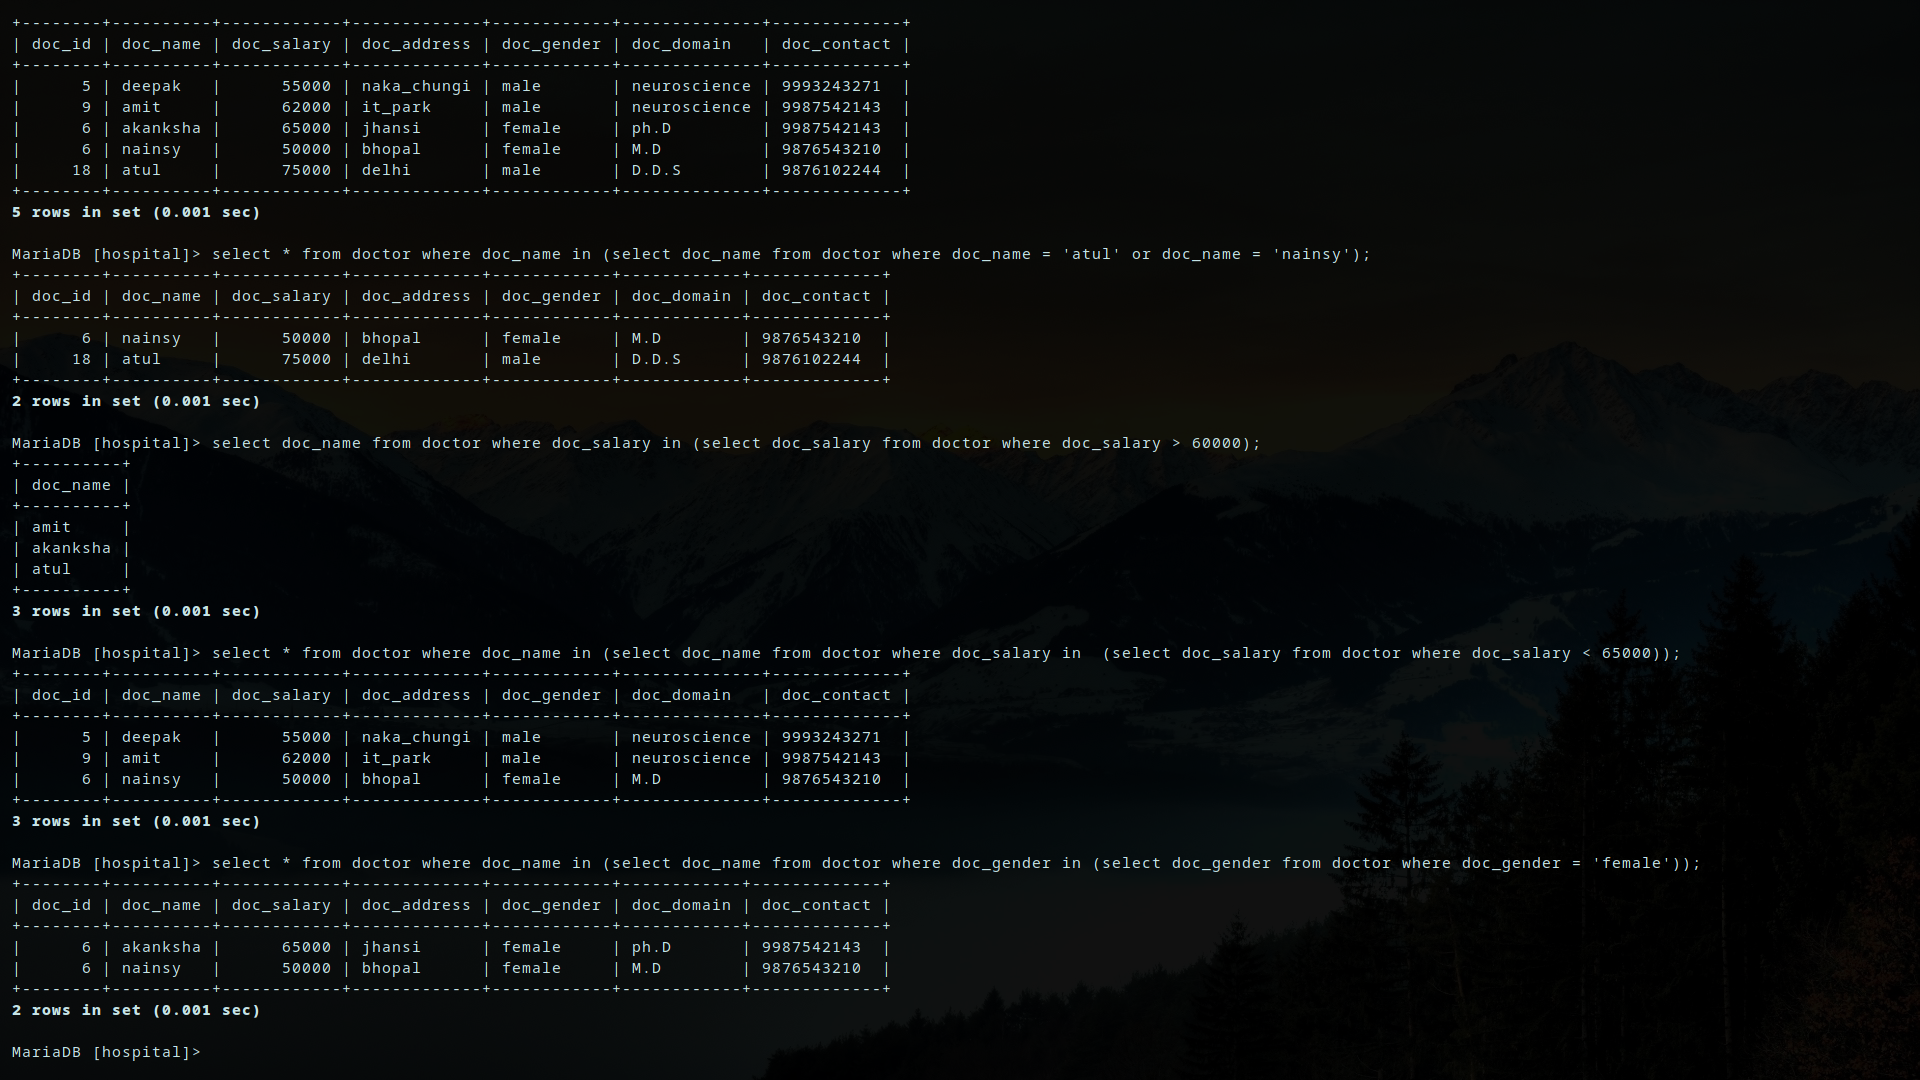 +--------+----------+------------+-------------+------------+--------------+-------------+
| doc_id | doc_name | doc_salary | doc_address | doc_gender | doc_domain   | doc_contact |
+--------+----------+------------+-------------+------------+--------------+-------------+
|      5 | deepak   |      55000 | naka_chungi | male       | neuroscience | 9993243271  |
|      9 | amit     |      62000 | it_park     | male       | neuroscience | 9987542143  |
|      6 | akanksha |      65000 | jhansi      | female     | ph.D         | 9987542143  |
|      6 | nainsy   |      50000 | bhopal      | female     | M.D          | 9876543210  |
|     18 | atul     |      75000 | delhi       | male       | D.D.S        | 9876102244  |
+--------+----------+------------+-------------+------------+--------------+-------------+
5 rows in set (0.001 sec)

MariaDB [hospital]> select * from doctor where doc_name in (select doc_name from doctor where doc_name = 'atul' or doc_name = 'nainsy');
+--------+----------+------------+-------------+------------+------------+-------------+
| doc_id | doc_name | doc_salary | doc_address | doc_gender | doc_domain | doc_contact |
+--------+----------+------------+-------------+------------+------------+-------------+
|      6 | nainsy   |      50000 | bhopal      | female     | M.D        | 9876543210  |
|     18 | atul     |      75000 | delhi       | male       | D.D.S      | 9876102244  |
+--------+----------+------------+-------------+------------+------------+-------------+
2 rows in set (0.001 sec)

MariaDB [hospital]> select doc_name from doctor where doc_salary in (select doc_salary from doctor where doc_salary > 60000);
+----------+
| doc_name |
+----------+
| amit     |
| akanksha |
| atul     |
+----------+
3 rows in set (0.001 sec)

MariaDB [hospital]> select * from doctor where doc_name in (select doc_name from doctor where doc_salary in  (select doc_salary from doctor where doc_salary < 65000));
+--------+----------+------------+-------------+------------+--------------+-------------+
| doc_id | doc_name | doc_salary | doc_address | doc_gender | doc_domain   | doc_contact |
+--------+----------+------------+-------------+------------+--------------+-------------+
|      5 | deepak   |      55000 | naka_chungi | male       | neuroscience | 9993243271  |
|      9 | amit     |      62000 | it_park     | male       | neuroscience | 9987542143  |
|      6 | nainsy   |      50000 | bhopal      | female     | M.D          | 9876543210  |
+--------+----------+------------+-------------+------------+--------------+-------------+
3 rows in set (0.001 sec)

MariaDB [hospital]> select * from doctor where doc_name in (select doc_name from doctor where doc_gender in (select doc_gender from doctor where doc_gender = 'female'));
+--------+----------+------------+-------------+------------+------------+-------------+
| doc_id | doc_name | doc_salary | doc_address | doc_gender | doc_domain | doc_contact |
+--------+----------+------------+-------------+------------+------------+-------------+
|      6 | akanksha |      65000 | jhansi      | female     | ph.D       | 9987542143  |
|      6 | nainsy   |      50000 | bhopal      | female     | M.D        | 9876543210  |
+--------+----------+------------+-------------+------------+------------+-------------+
2 rows in set (0.001 sec)

MariaDB [hospital]>